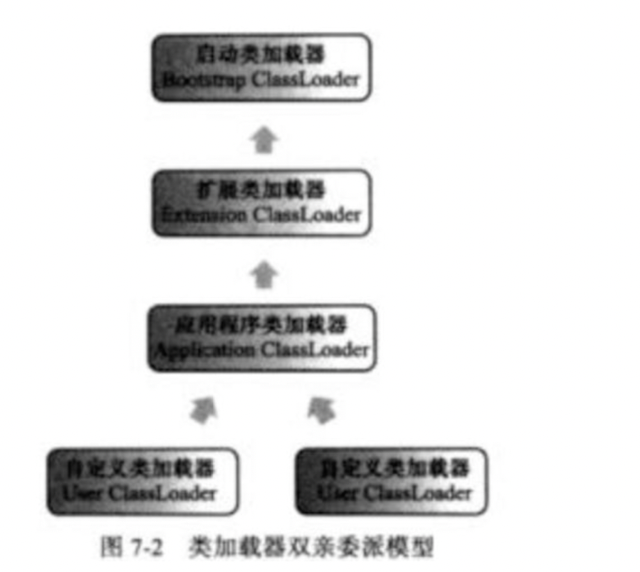 启动类加载器
Bootstrap ClassLoader
扩展类加载器
Extension ClassLoader
应用程序类加载器
Application ClassLoader
自定义类加载器
User ClassLoader
自定义类加载器
User ClassLoader
图 7-2 类加载器双亲委派模型